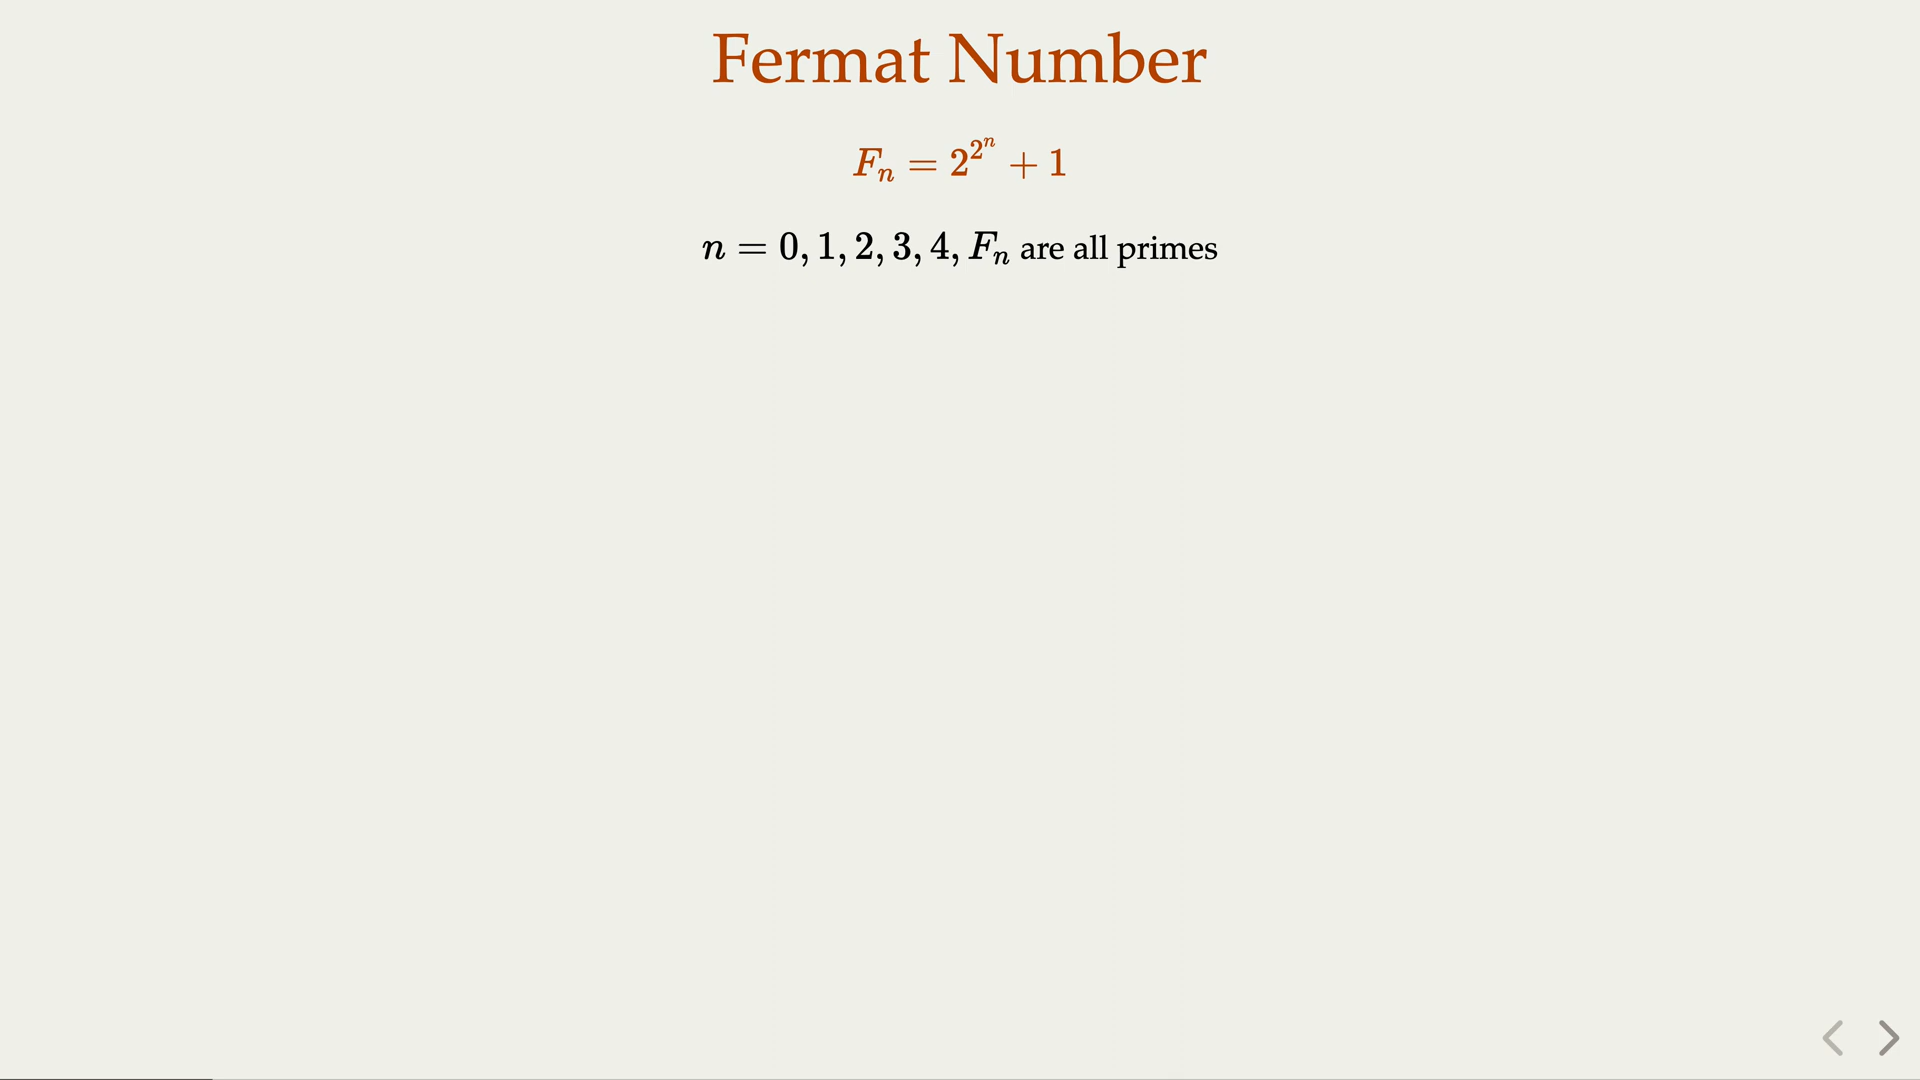 Fermat Number
$F_n = 2^{2^n} + 1$
$n = 0, 1, 2, 3, 4, F_n$ are all primes